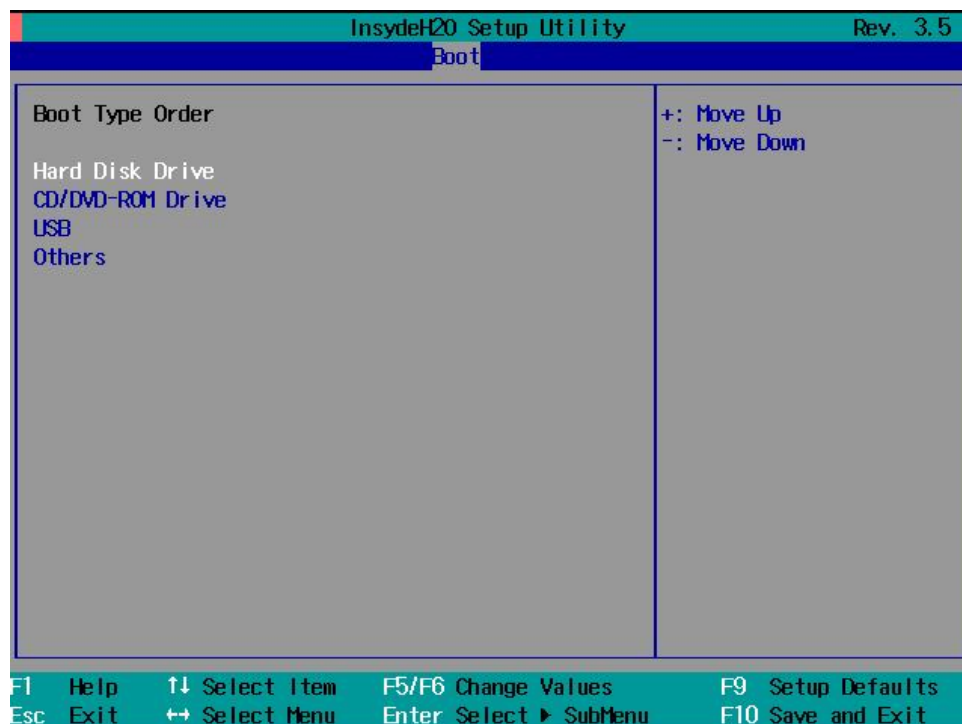 InsydeH2O Setup Utility Rev. 3.5
Boot
Boot Type Order
Hard Disk Drive
CD/DVD-ROM Drive
USB
Others
+: Move Up
-: Move Down
F1 Help ↑↓ Select Item F5/F6 Change Values F9 Setup Defaults
Esc Exit ↔ Select Menu Enter Select ▶ SubMenu F10 Save and Exit